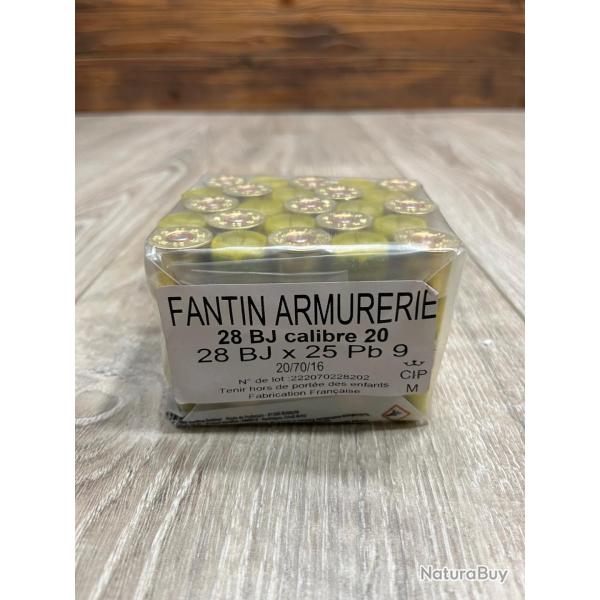 FANTIN ARMURERIE
28 BJ calibre 20
28 BJ x 25 Pb 9
20/70/16
CIP
N° de lot :222070228202
M
Tenir hors de portée des enfants
Fabrication Française
NaturaBuy